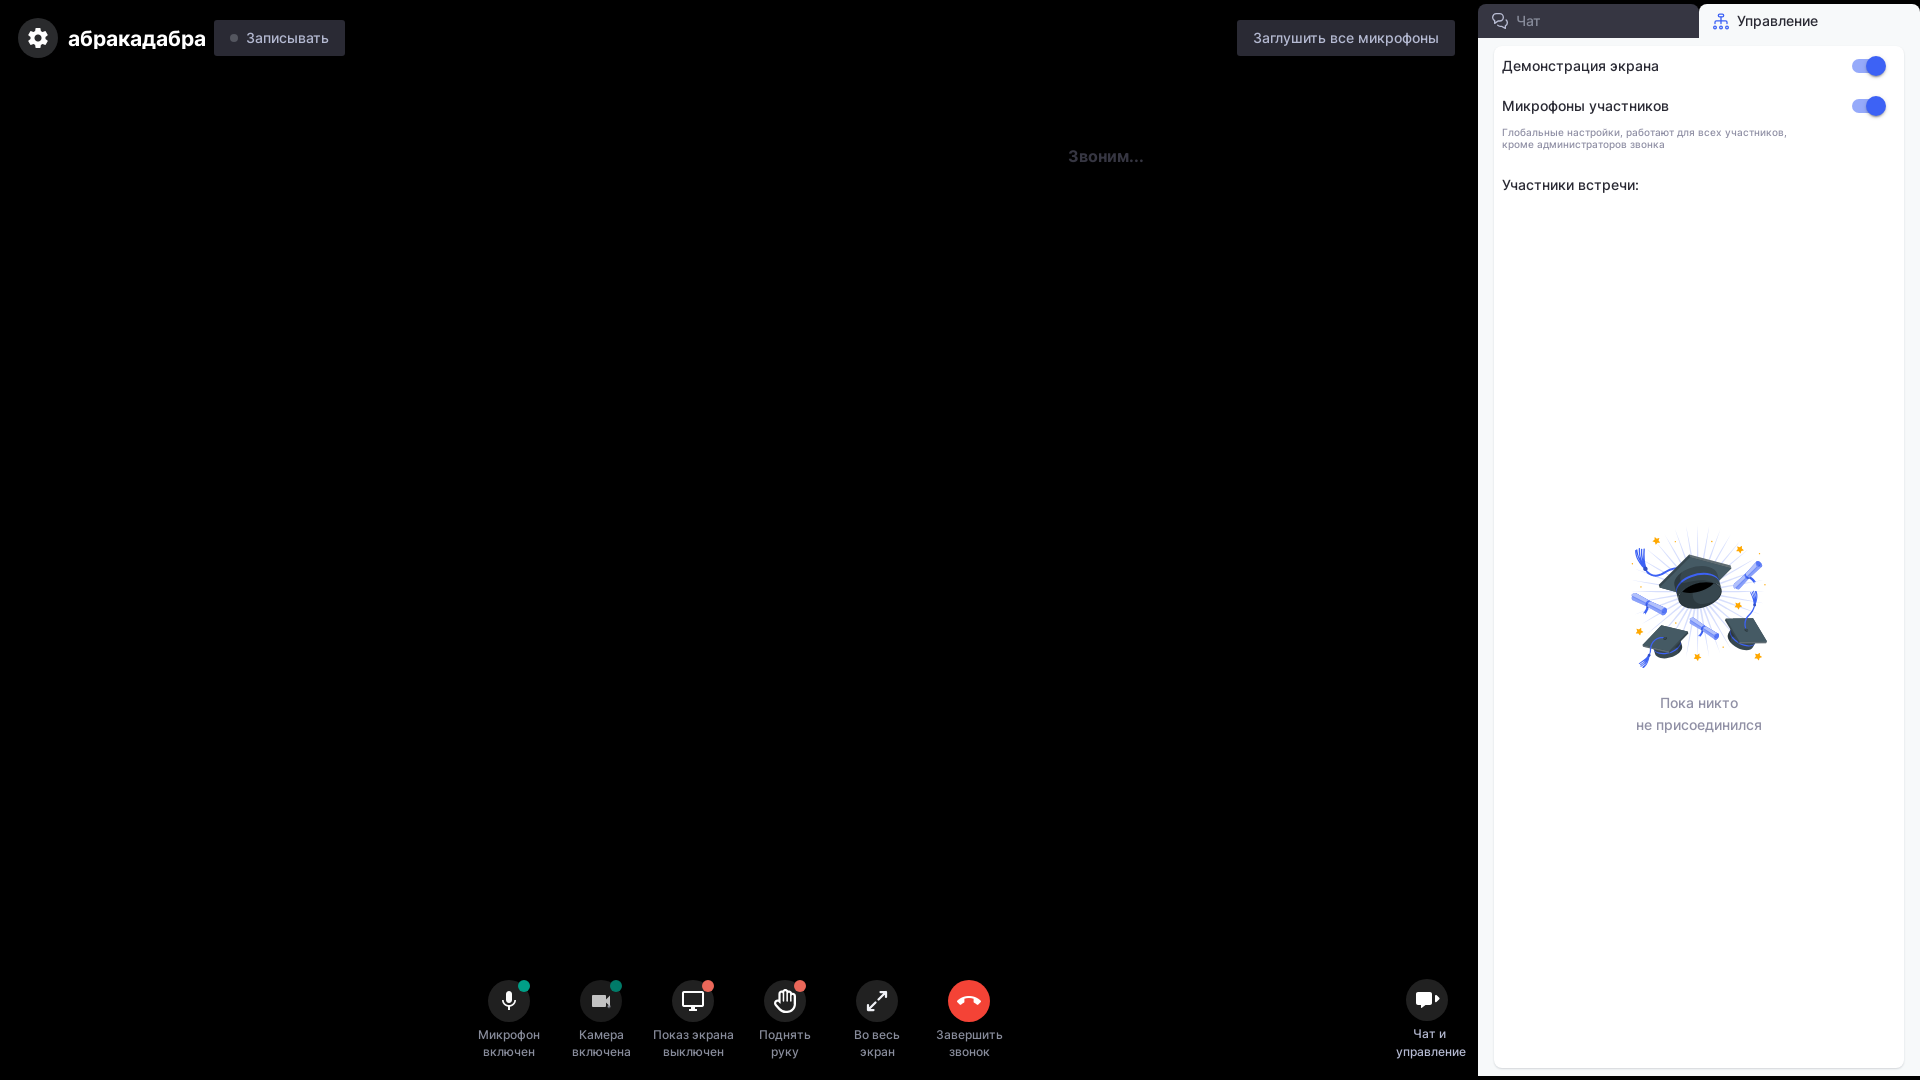 абракадабра
Записывать
Заглушить все микрофоны
Чат
Управление
Демонстрация экрана
Микрофоны участников
Глобальные настройки, работают для всех участников,
кроме администраторов звонка
Участники встречи:
Звоним...
Пока никто
не присоединился
Микрофон
включен
Камера
включена
Показ экрана
выключен
Поднять
руку
Во весь
экран
Завершить
звонок
Чат и
управление